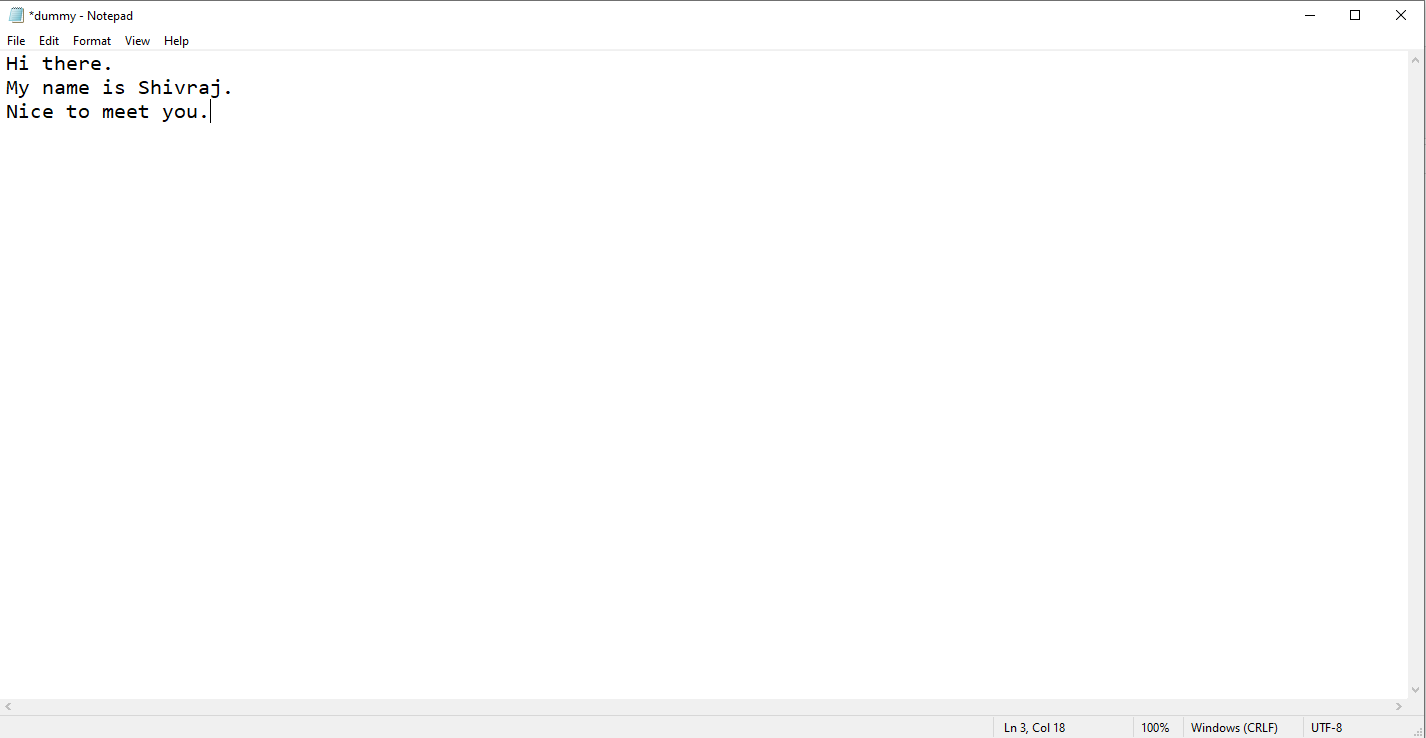 *dummy - Notepad
File Edit Format View Help
Hi there.
My name is Shivraj.
Nice to meet you.
Ln 3, Col 18 100% Windows (CRLF) UTF-8